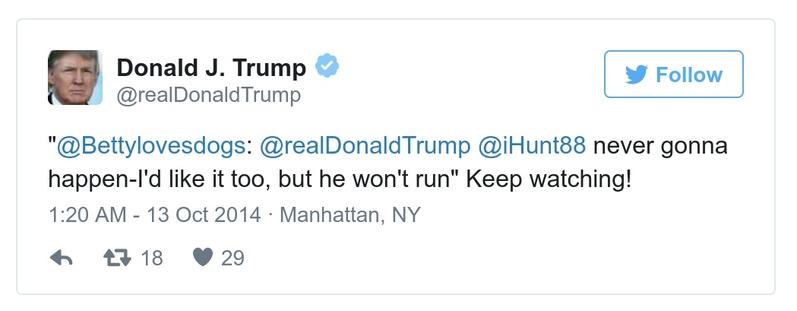 Donald J. Trump
@realDonaldTrump
Follow
"@Bettylovesdogs: @realDonaldTrump @iHunt88 never gonna
happen-I'd like it too, but he won't run" Keep watching!
1:20 AM - 13 Oct 2014 · Manhattan, NY
18 29